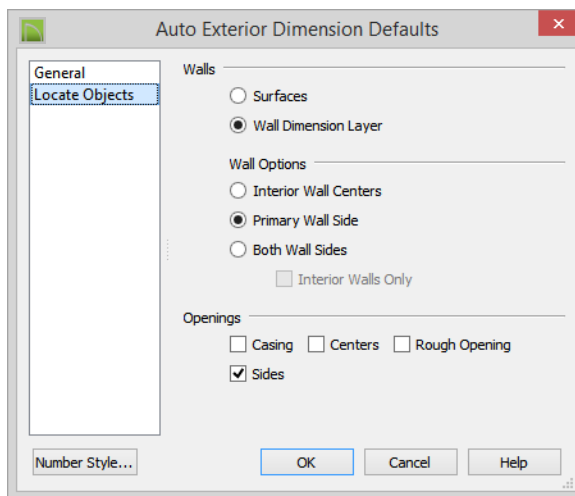 Auto Exterior Dimension Defaults
General
Locate Objects
Walls
Surfaces
Wall Dimension Layer
Wall Options
Interior Wall Centers
Primary Wall Side
Both Wall Sides
Interior Walls Only
Openings
Casing Centers Rough Opening
Sides
Number Style... OK Cancel Help